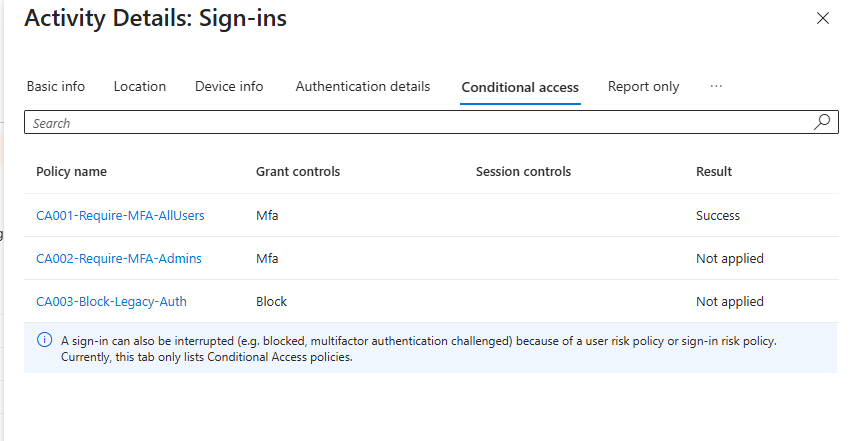 Activity Details: Sign-ins
Basic info Location Device info Authentication details Conditional access Report only ...
Search
Policy name Grant controls Session controls Result
CA001-Require-MFA-AllUsers Mfa Success
CA002-Require-MFA-Admins Mfa Not applied
CA003-Block-Legacy-Auth Block Not applied
A sign-in can also be interrupted (e.g. blocked, multifactor authentication challenged) because of a user risk policy or sign-in risk policy.
Currently, this tab only lists Conditional Access policies.